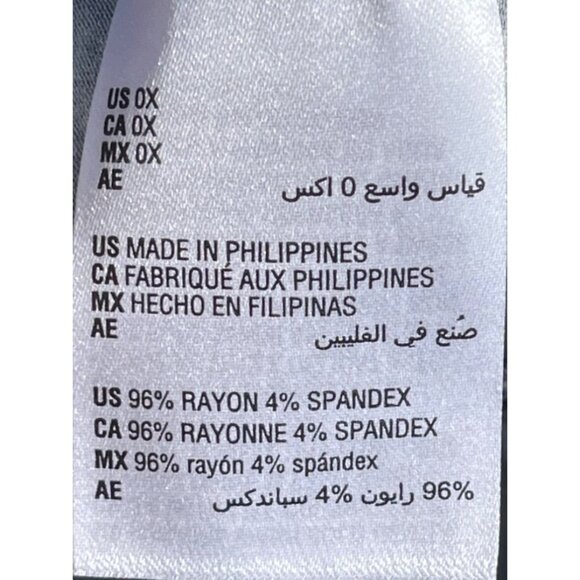 US 0X
CA 0X
MX 0X
AE قياس واسع 0 اكس
US MADE IN PHILIPPINES
CA FABRIQUÉ AUX PHILIPPINES
MX HECHO EN FILIPINAS
AE صُنع في الفليبين
US 96% RAYON 4% SPANDEX
CA 96% RAYONNE 4% SPANDEX
MX 96% rayón 4% spándex
AE 96% رايون 4% سباندكس